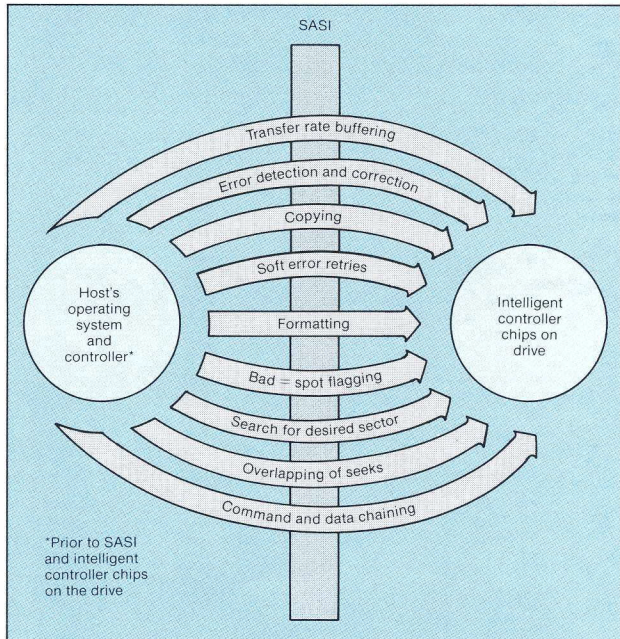 SASI
Transfer rate buffering
Error detection and correction
Copying
Soft error retries
Host's
operating
system
and
controller*
Formatting
Intelligent
controller
chips on
drive
Bad = spot flagging
Search for desired sector
Overlapping of seeks
Command and data chaining
*Prior to SASI
and intelligent
controller chips
on the drive